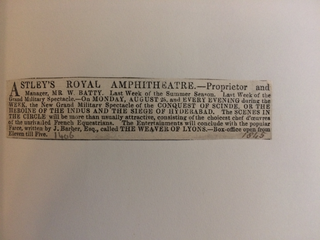 ASTLEY'S ROYAL AMPHITHEATRE.—Proprietor and
Manager, MR W. BATTY. Last Week of the Summer Season. Last Week of the
Grand Military Spectacle.—On MONDAY, AUGUST 25, and EVERY EVENING during the
WEEK, the New Grand Military Spectacle of the CONQUEST OF SCINDE, OR THE
HEROINE OF THE INDUS AND THE SIEGE OF HYDERABAD. The SCENES IN
THE CIRCLE will be more than usually attractive, consisting of the choicest chef d'œuvres
of the unrivalled French Equestrians. The Entertainments will conclude with the popular
Farce, written by J. Barber, Esq., called THE WEAVER OF LYONS.—Box-office open from
Eleven till Five.
1845